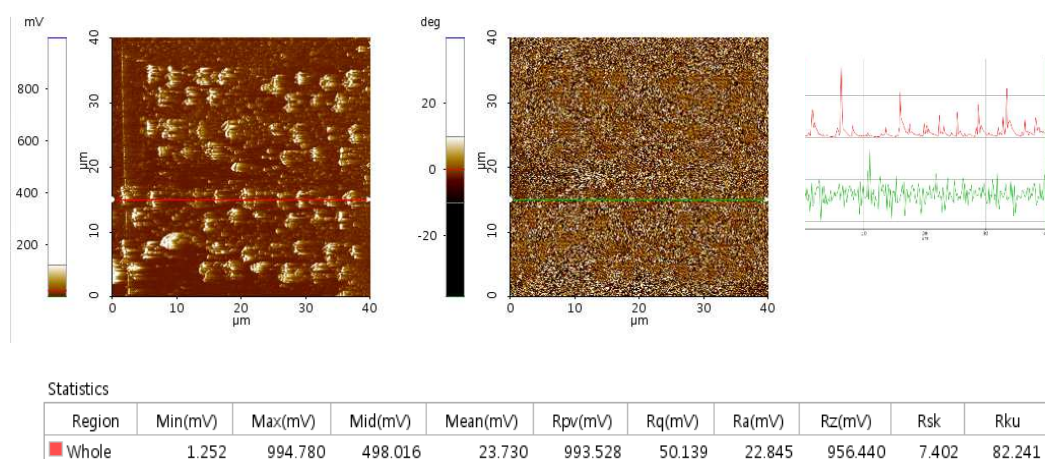 mV
800
600
400
200
μm
40
30
20
10
0
0 10 20 30 40
μm
deg
20
0
-20
μm
40
30
20
10
0
0 10 20 30 40
μm
Statistics
Region Min(mV) Max(mV) Mid(mV) Mean(mV) Rpv(mV) Rq(mV) Ra(mV) Rz(mV) Rsk Rku
Whole 1.252 994.780 498.016 23.730 993.528 50.139 22.845 956.440 7.402 82.241